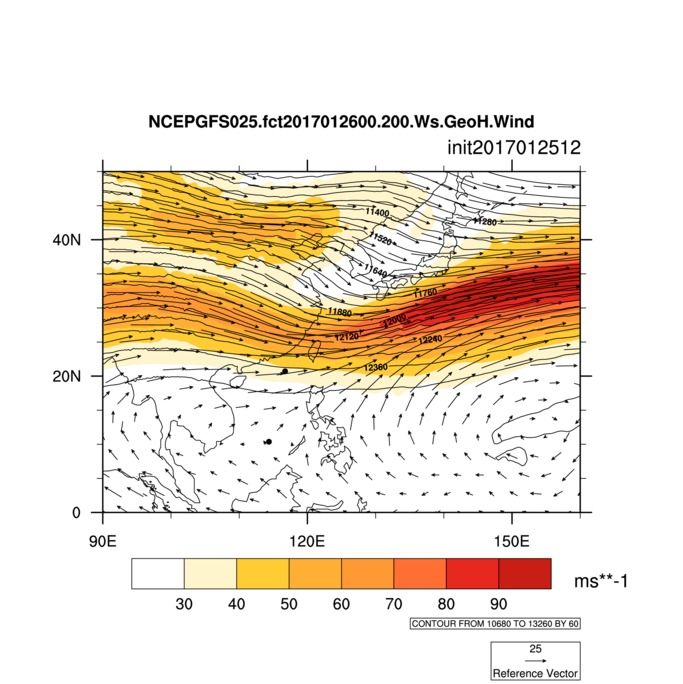 NCEPGFS025.fct2017012600.200.Ws.GeoH.Wind
init2017012512
11400
11280
40N
11520
11640
11760
11880
12000
12120
12240
12360
20N
0
90E
120E
150E
ms**-1
30
40
50
60
70
80
90
CONTOUR FROM 10680 TO 13260 BY 60
25
Reference Vector